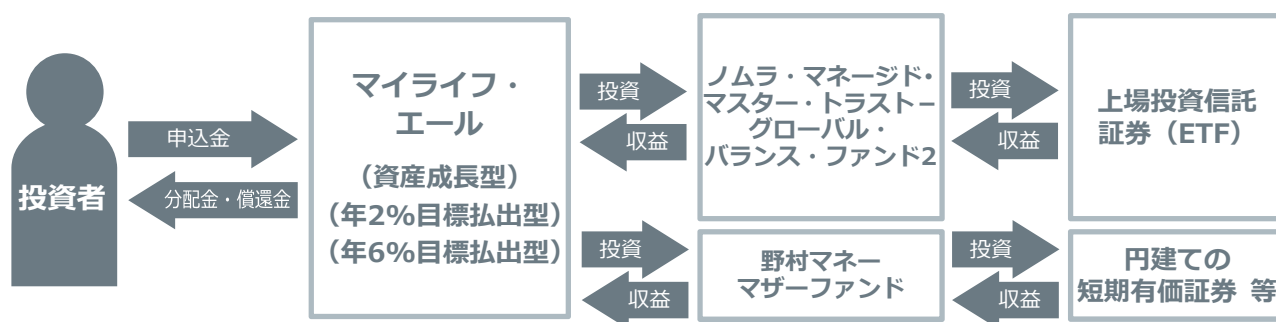 投資者
申込金
分配金・償還金
マイライフ・
エール
（資産成長型）
（年2%目標払出型）
（年6%目標払出型）
投資
収益
ノムラ・マネージド・
マスター・トラスト－
グローバル・
バランス・ファンド2
投資
収益
上場投資信託
証券（ETF）
投資
収益
野村マネー
マザーファンド
投資
収益
円建ての
短期有価証券 等